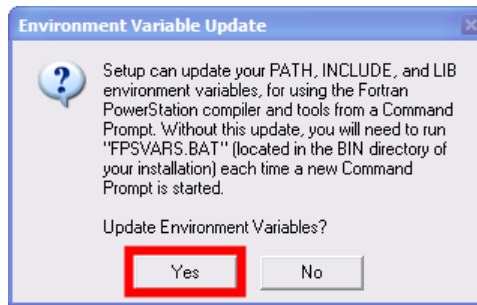 Environment Variable Update
Setup can update your PATH, INCLUDE, and LIB
environment variables, for using the Fortran
PowerStation compiler and tools from a Command
Prompt. Without this update, you will need to run
"FPSVARS.BAT" (located in the BIN directory of
your installation) each time a new Command
Prompt is started.
Update Environment Variables?
Yes
No